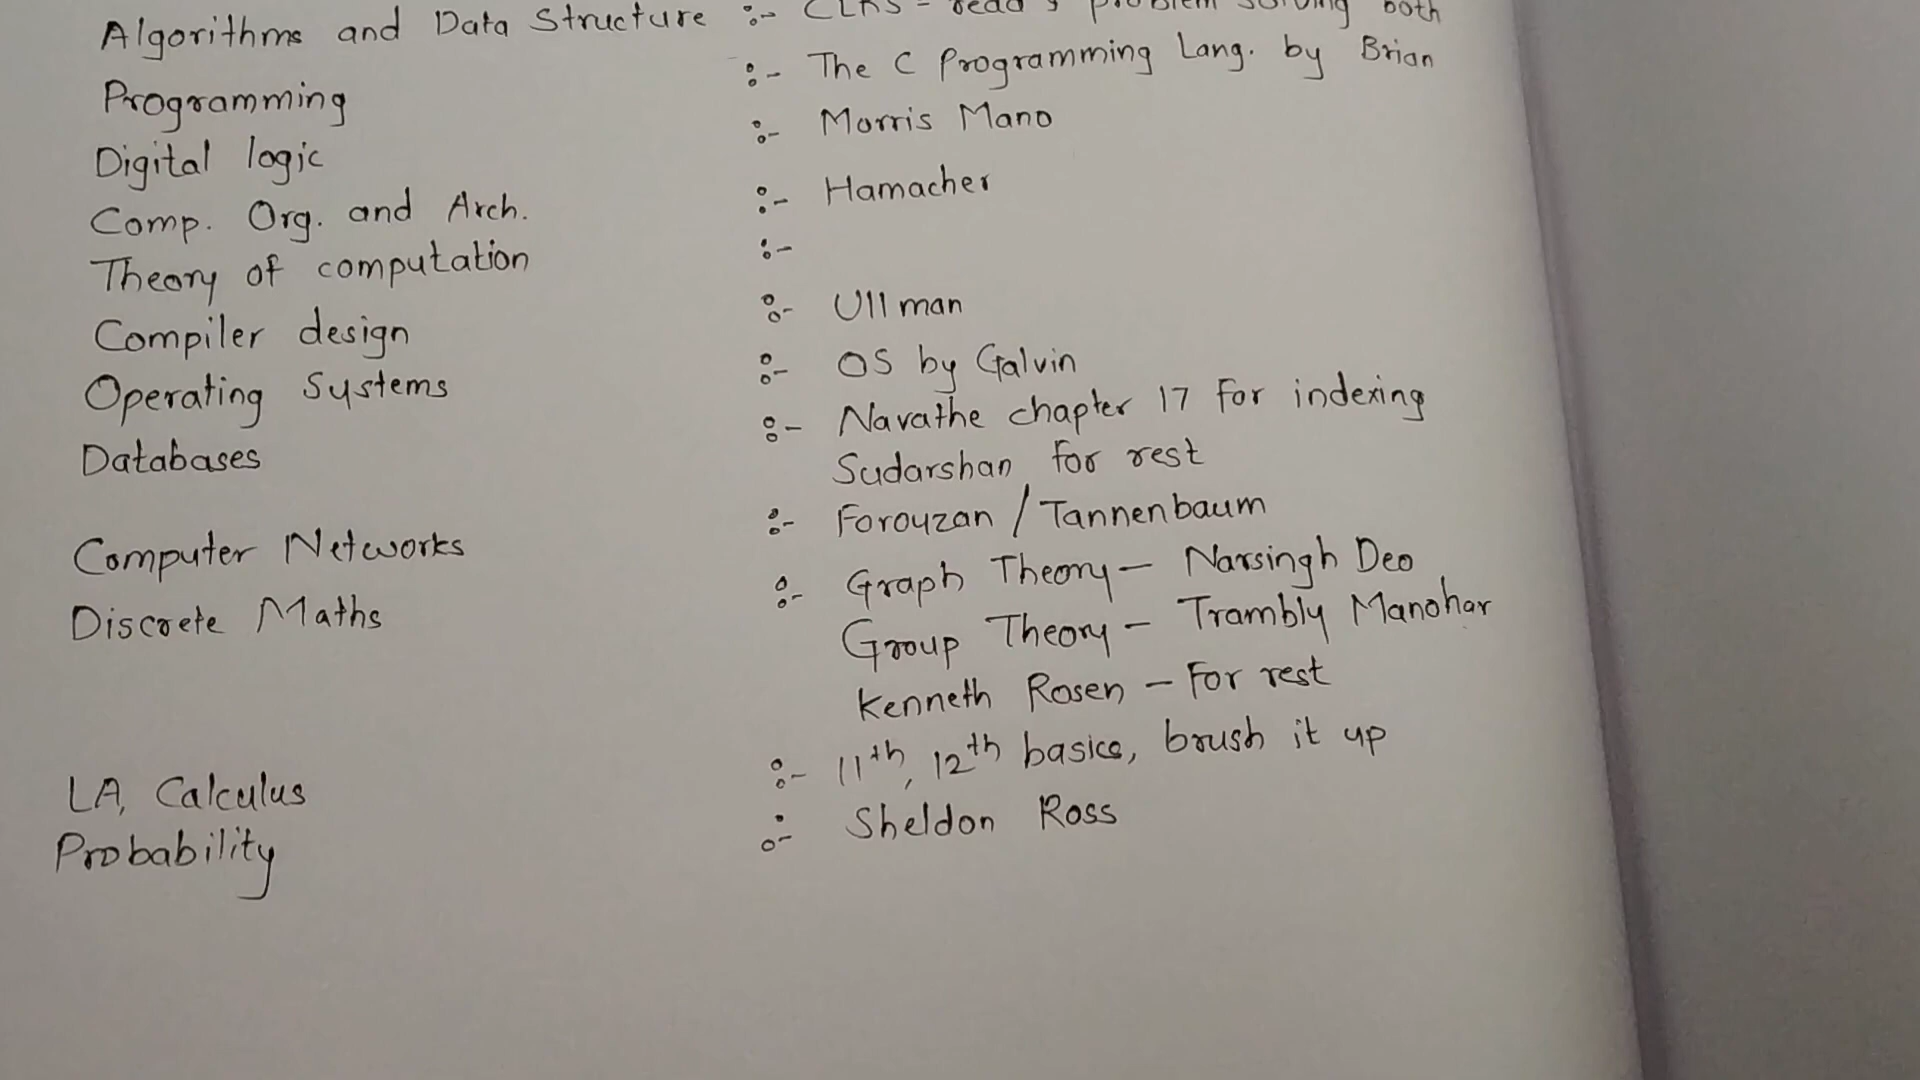 Algorithms and Data Structure :- CLRS - read & problem solving both
Programming :- The C Programming Lang. by Brian
Digital logic :- Morris Mano
Comp. Org. and Arch. :- Hamacher
Theory of computation :-
Compiler design :- Ullman
Operating Systems :- OS by Galvin
Databases :- Navathe chapter 17 For indexing
Sudarshan for rest
Computer Networks :- Forouzan / Tannenbaum
Discrete Maths :- Graph Theory - Narsingh Deo
Group Theory - Trambly Manohar
Kenneth Rosen - For rest
LA, Calculus :- 11th, 12th basics, brush it up
Probability :- Sheldon Ross